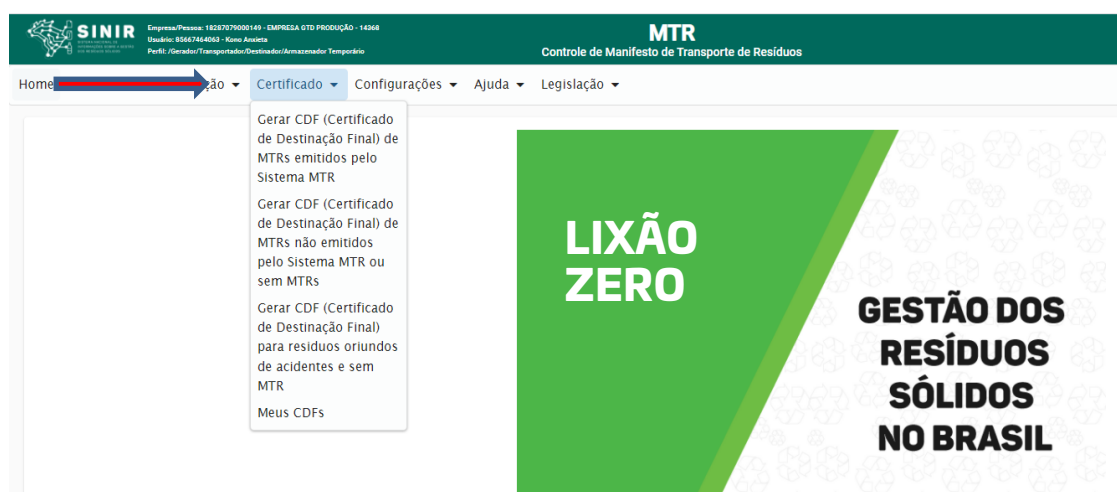 SINIR
Empresa/Pessoa: 18287079000149 - EMPRESA GTD PRODUÇÃO - 14368
Usuário: 85667464063 - Kono Anxieta
Perfil: /Gerador/Transportador/Destinador/Armazenador Temporário
MTR
Controle de Manifesto de Transporte de Resíduos
Home ção Certificado Configurações Ajuda Legislação
Gerar CDF (Certificado
de Destinação Final) de
MTRs emitidos pelo
Sistema MTR
Gerar CDF (Certificado
de Destinação Final) de
MTRs não emitidos
pelo Sistema MTR ou
sem MTRs
Gerar CDF (Certificado
de Destinação Final)
para residuos oriundos
de acidentes e sem
MTR
Meus CDFs
LIXÃO
ZERO
GESTÃO DOS
RESÍDUOS
SÓLIDOS
NO BRASIL